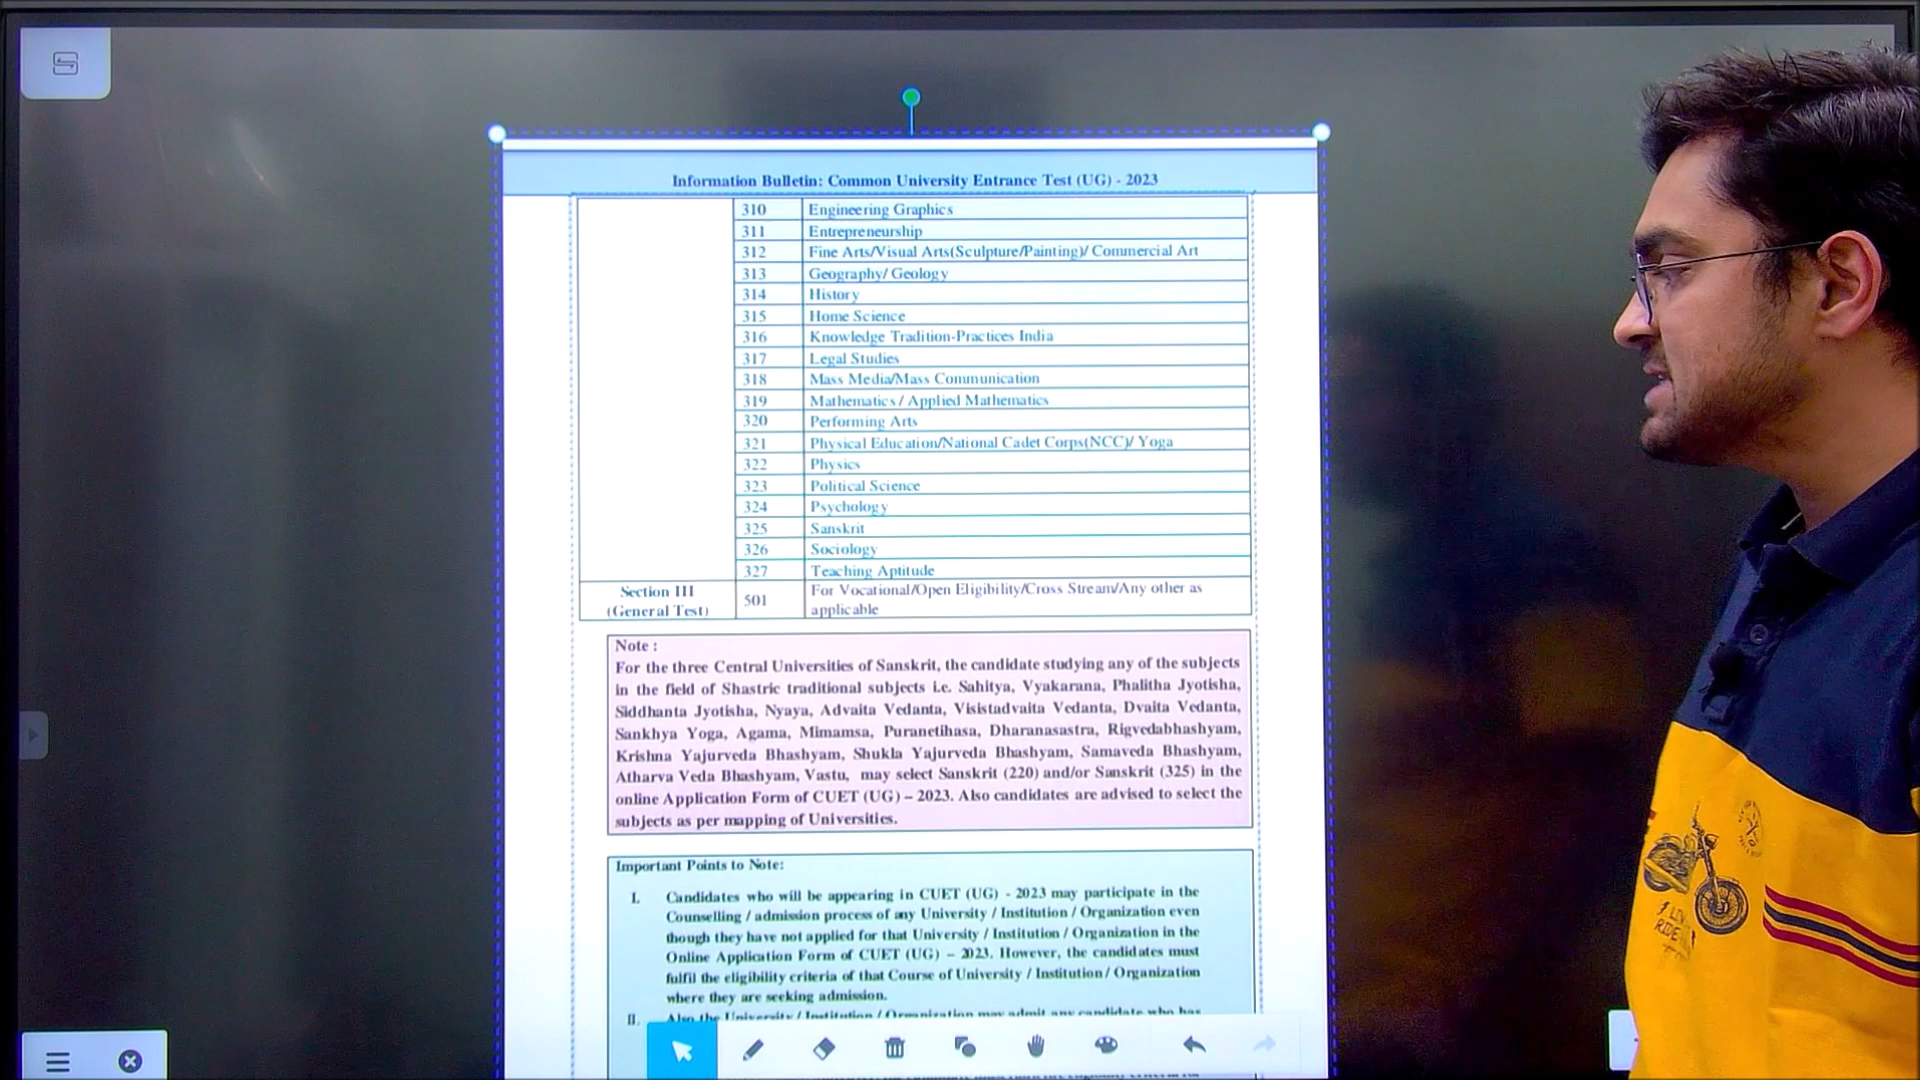 Information Bulletin: Common University Entrance Test (UG) - 2023
310 Engineering Graphics
311 Entrepreneurship
312 Fine Arts/Visual Arts(Sculpture/Painting)/ Commercial Art
313 Geography/ Geology
314 History
315 Home Science
316 Knowledge Tradition-Practices India
317 Legal Studies
318 Mass Media/Mass Communication
319 Mathematics / Applied Mathematics
320 Performing Arts
321 Physical Education/National Cadet Corps(NCC)/ Yoga
322 Physics
323 Political Science
324 Psychology
325 Sanskrit
326 Sociology
327 Teaching Aptitude
Section III
(General Test)
501
For Vocational/Open Eligibility/Cross Stream/Any other as
applicable
Note :
For the three Central Universities of Sanskrit, the candidate studying any of the subjects
in the field of Shastric traditional subjects i.e. Sahitya, Vyakarana, Phalitha Jyotisha,
Siddhanta Jyotisha, Nyaya, Advaita Vedanta, Visistadvaita Vedanta, Dvaita Vedanta,
Sankhya Yoga, Agama, Mimamsa, Puranetihasa, Dharanasastra, Rigvedabhashyam,
Krishna Yajurveda Bhashyam, Shukla Yajurveda Bhashyam, Samaveda Bhashyam,
Atharva Veda Bhashyam, Vastu, may select Sanskrit (220) and/or Sanskrit (325) in the
online Application Form of CUET (UG) – 2023. Also candidates are advised to select the
subjects as per mapping of Universities.
Important Points to Note:
I. Candidates who will be appearing in CUET (UG) - 2023 may participate in the
Counselling / admission process of any University / Institution / Organization even
though they have not applied for that University / Institution / Organization in the
Online Application Form of CUET (UG) – 2023. However, the candidates must
fulfil the eligibility criteria of that Course of University / Institution / Organization
where they are seeking admission.
II. Also the University / Institution / Organization may admit any candidate who has
RIDE